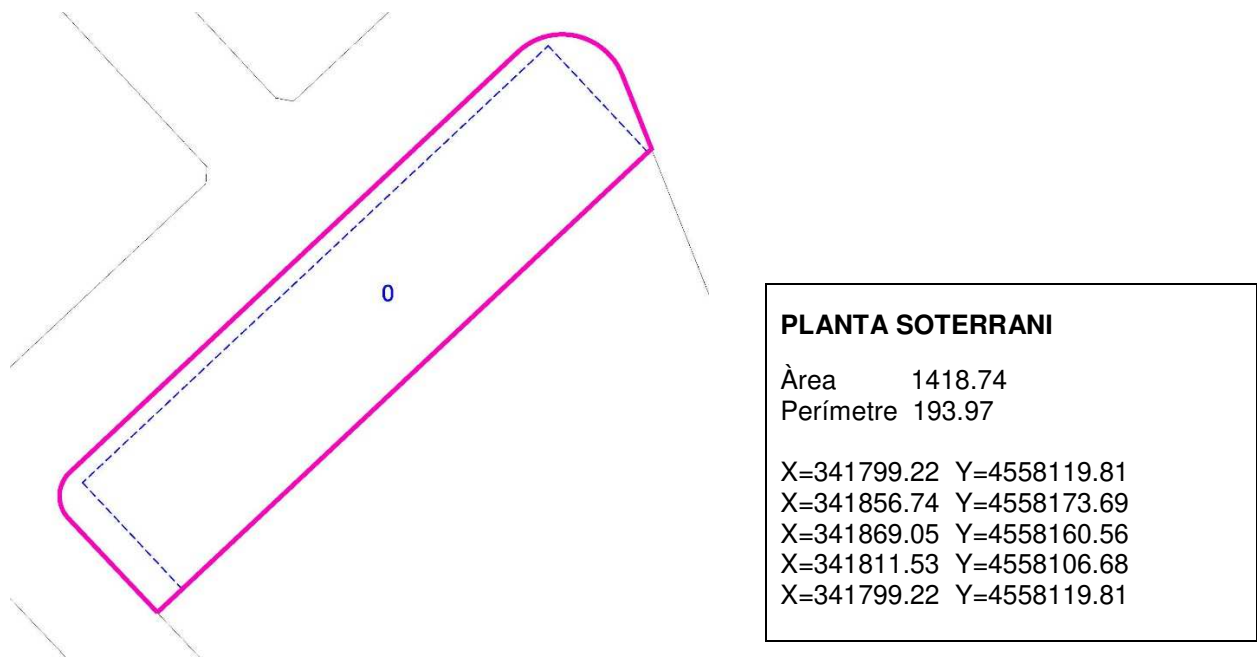 0
PLANTA SOTERRANI
Àrea 1418.74
Perímetre 193.97
X=341799.22 Y=4558119.81
X=341856.74 Y=4558173.69
X=341869.05 Y=4558160.56
X=341811.53 Y=4558106.68
X=341799.22 Y=4558119.81